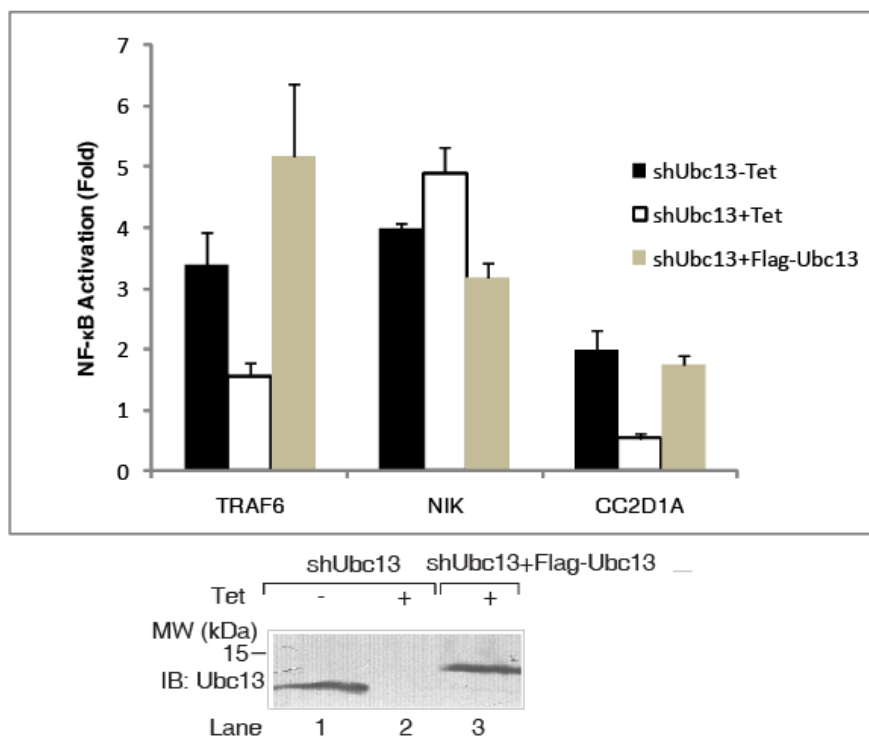 7
6
5
4
3
2
1
0
NF-κB Activation (Fold)
shUbc13-Tet
shUbc13+Tet
shUbc13+Flag-Ubc13
TRAF6 NIK CC2D1A
shUbc13 shUbc13+Flag-Ubc13
Tet - + +
MW (kDa)
15
IB: Ubc13
Lane 1 2 3